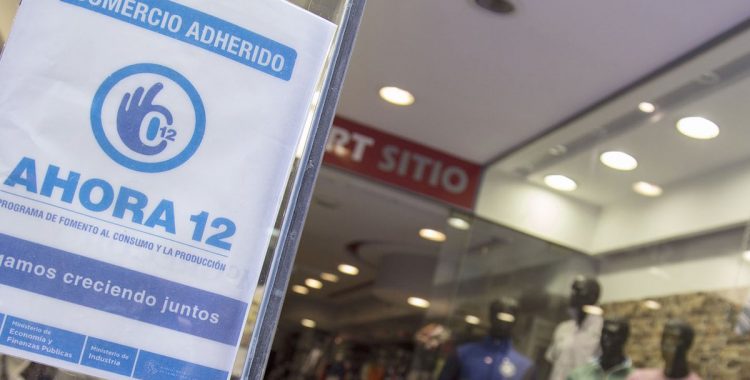 COMERCIO ADHERIDO
12
AHORA 12
PROGRAMA DE FOMENTO AL CONSUMO Y LA PRODUCCIÓN
gamos creciendo juntos
Ministerio de
Economía y
Finanzas Públicas
Ministerio de
Industria
RT SITIO